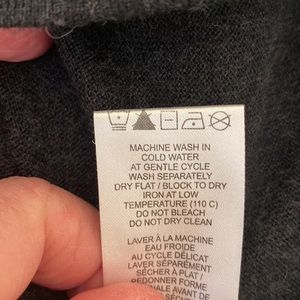 MACHINE WASH IN
COLD WATER
AT GENTLE CYCLE
WASH SEPARATELY
DRY FLAT / BLOCK TO DRY
IRON AT LOW
TEMPERATURE (110 C)
DO NOT BLEACH
DO NOT DRY CLEAN
LAVER À LA MACHINE
EAU FROIDE
AU CYCLE DÉLICAT
LAVER SÉPARÉMENT
SÉCHER À PLAT /
AVANT DE